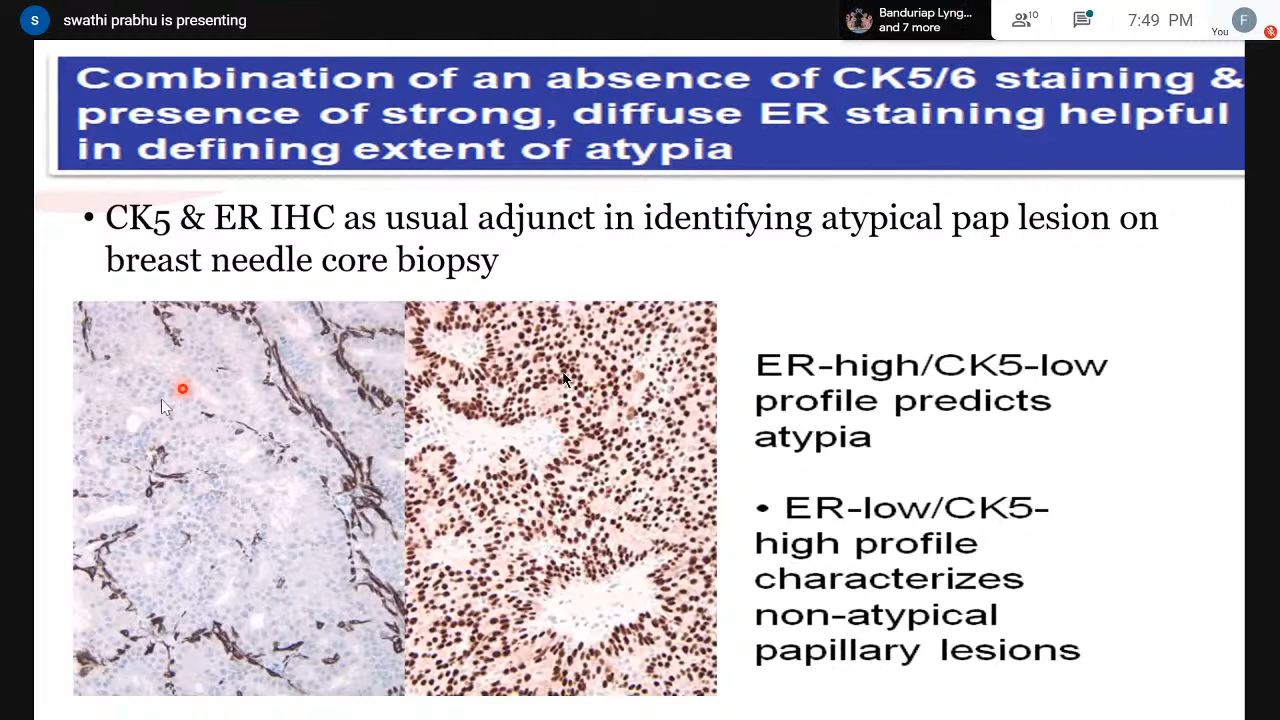 S swathi prabhu is presenting
Banduriap Lyng...
and 7 more
10
7:49 PM
You
F
Combination of an absence of CK5/6 staining &
presence of strong, diffuse ER staining helpful
in defining extent of atypia
• CK5 & ER IHC as usual adjunct in identifying atypical pap lesion on
breast needle core biopsy
ER-high/CK5-low
profile predicts
atypia
• ER-low/CK5-
high profile
characterizes
non-atypical
papillary lesions